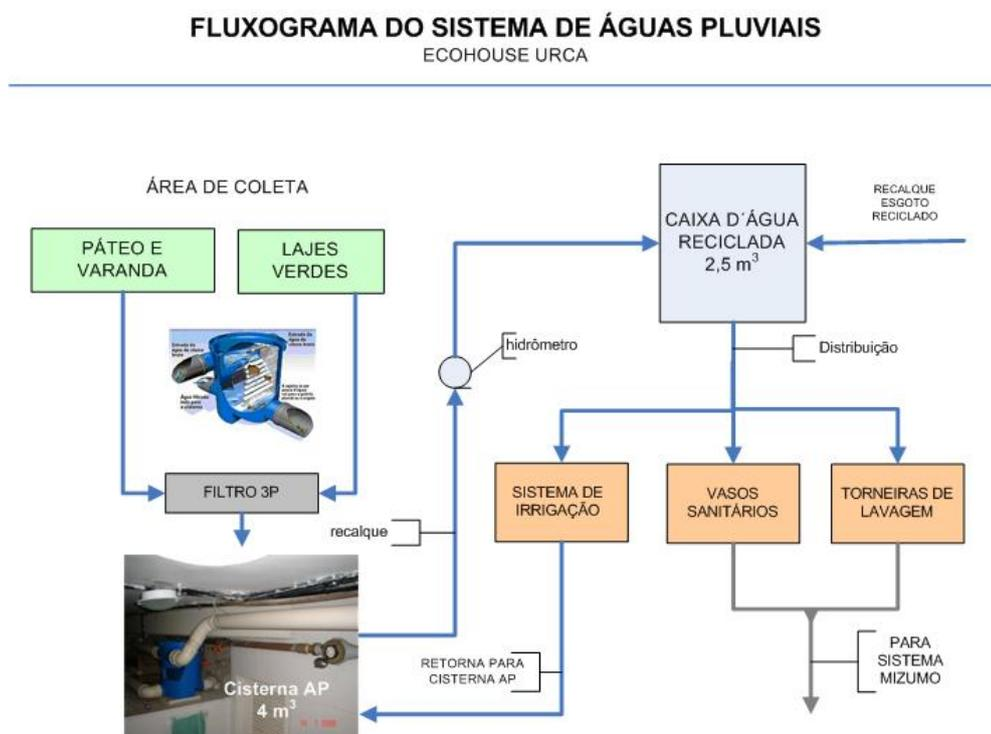 FLUXOGRAMA DO SISTEMA DE ÁGUAS PLUVIAIS
ECOHOUSE URCA
ÁREA DE COLETA
PÁTEO E
VARANDA
LAJES
VERDES
CAIXA D´ÁGUA
RECICLADA
2,5 m³
RECALQUE
ESGOTO
RECICLADO
hidrômetro
Distribuição
FILTRO 3P
recalque
SISTEMA DE
IRRIGAÇÃO
VASOS
SANITÁRIOS
TORNEIRAS DE
LAVAGEM
Cisterna AP
4 m³
RETORNA PARA
CISTERNA AP
PARA
SISTEMA
MIZUMO